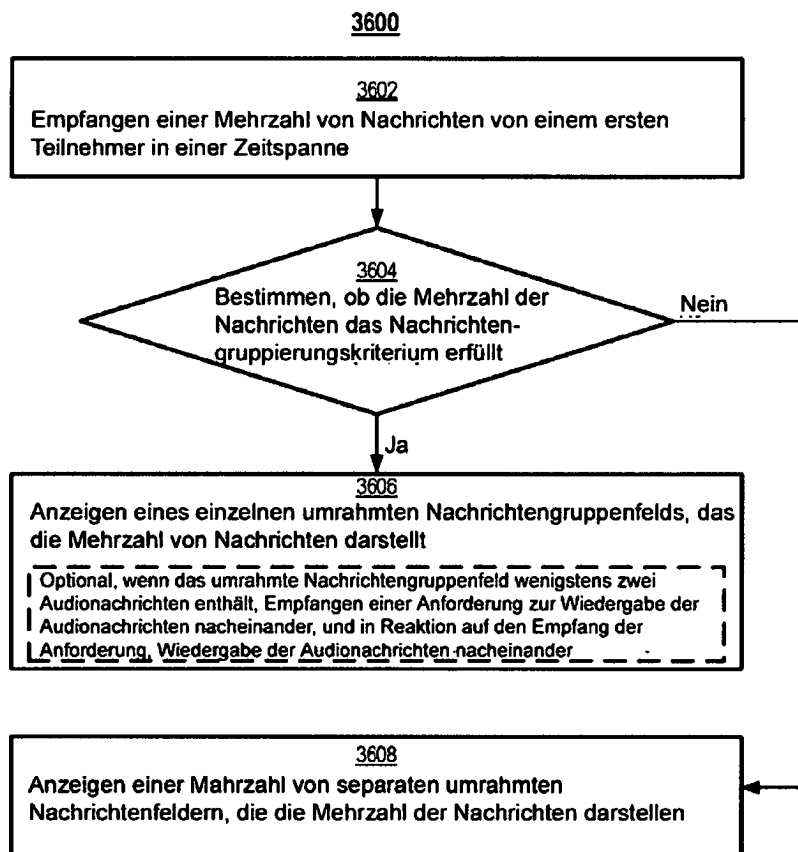 3600
3602
Empfangen einer Mehrzahl von Nachrichten von einem ersten
Teilnehmer in einer Zeitspanne
3604
Bestimmen, ob die Mehrzahl der
Nachrichten das Nachrichten-
gruppierungskriterium erfüllt
Nein
Ja
3606
Anzeigen eines einzelnen umrahmten Nachrichtengruppenfelds, das
die Mehrzahl von Nachrichten darstellt
Optional, wenn das umrahmte Nachrichtengruppenfeld wenigstens zwei
Audionachrichten enthält, Empfangen einer Anforderung zur Wiedergabe der
Audionachrichten nacheinander, und in Reaktion auf den Empfang der
Anforderung, Wiedergabe der Audionachrichten nacheinander
3608
Anzeigen einer Mahrzahl von separaten umrahmten
Nachrichtenfeldern, die die Mehrzahl der Nachrichten darstellen